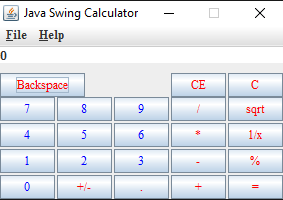 Java Swing Calculator
File Help
0
Backspace CE C
7 8 9 / sqrt
4 5 6 * 1/x
1 2 3 - %
0 +/- . + =